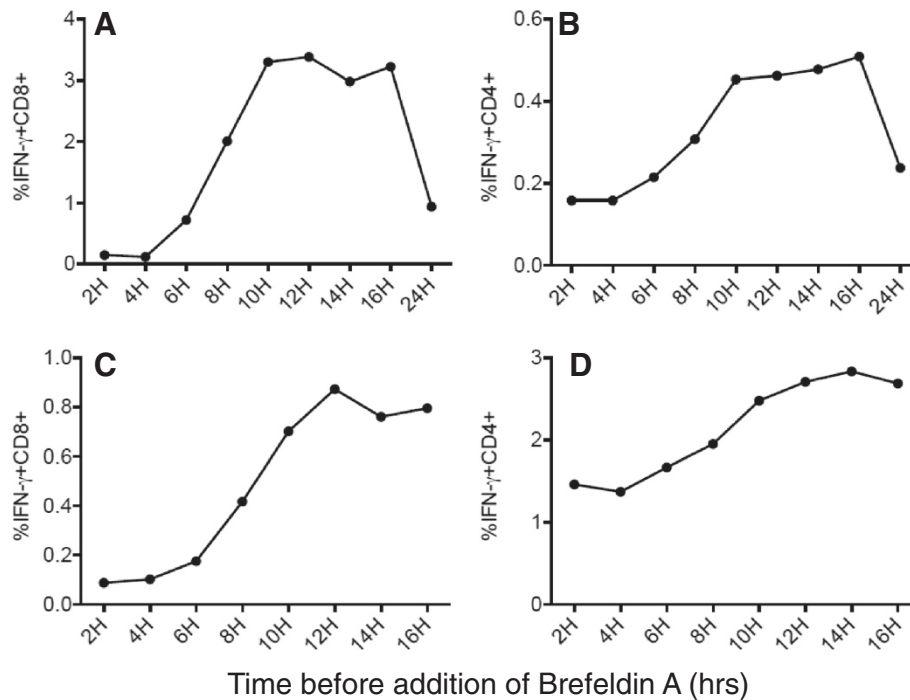 A
%IFN-γ+CD8+
4
3
2
1
0
2H 4H 6H 8H 10H 12H 14H 16H 24H
B
%IFN-γ+CD4+
0.6
0.4
0.2
0.0
2H 4H 6H 8H 10H 12H 14H 16H 24H
C
%IFN-γ+CD8+
1.0
0.8
0.6
0.4
0.2
0.0
2H 4H 6H 8H 10H 12H 14H 16H
D
%IFN-γ+CD4+
3
2
1
0
2H 4H 6H 8H 10H 12H 14H 16H
Time before addition of Brefeldin A (hrs)